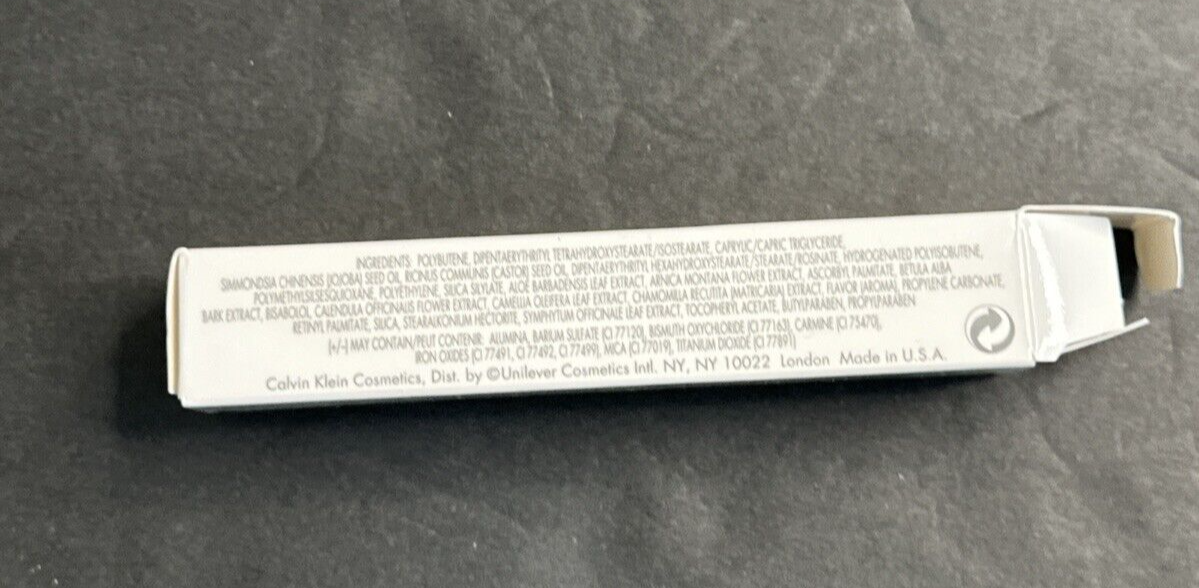 INGREDIENTS: POLYBUTENE, DIPENTAERYTHRITYL TETRAHYDROXYSTEARATE/ISOSTEARATE, CAPRYLIC/CAPRIC TRIGLYCERIDE,
SIMMONDSIA CHINENSIS (JOJOBA) SEED OIL, RICINUS COMMUNIS (CASTOR) SEED OIL, DIPENTAERYTHRITYL HEXAHYDROXYSTEARATE/STEARATE/ROSINATE, HYDROGENATED POLYISOBUTENE,
POLYMETHYLSILSESQUIOXANE, POLYETHYLENE, SILICA SILYLATE, ALOE BARBADENSIS LEAF EXTRACT, ARNICA MONTANA FLOWER EXTRACT, ASCORBYL PALMITATE, BETULA ALBA
BARK EXTRACT, BISABOLOL, CALENDULA OFFICINALIS FLOWER EXTRACT, CAMELLIA OLEIFERA LEAF EXTRACT, CHAMOMILLA RECUTITA (MATRICARIA) EXTRACT, FLAVOR (AROMA), PROPYLENE CARBONATE,
RETINYL PALMITATE, SILICA, STEARALKONIUM HECTORITE, SYMPHYTUM OFFICINALE LEAF EXTRACT, TOCOPHERYL ACETATE, BUTYLPARABEN, PROPYLPARABEN
[+/-] MAY CONTAIN/PEUT CONTENIR: ALUMINA, BARIUM SULFATE (CI 77120), BISMUTH OXYCHLORIDE (CI 77163), CARMINE (CI 75470),
IRON OXIDES (CI 77491, CI 77492, CI 77499), MICA (CI 77019), TITANIUM DIOXIDE (CI 77891)
Calvin Klein Cosmetics, Dist. by ©Unilever Cosmetics Intl. NY, NY 10022 London Made in U.S.A.